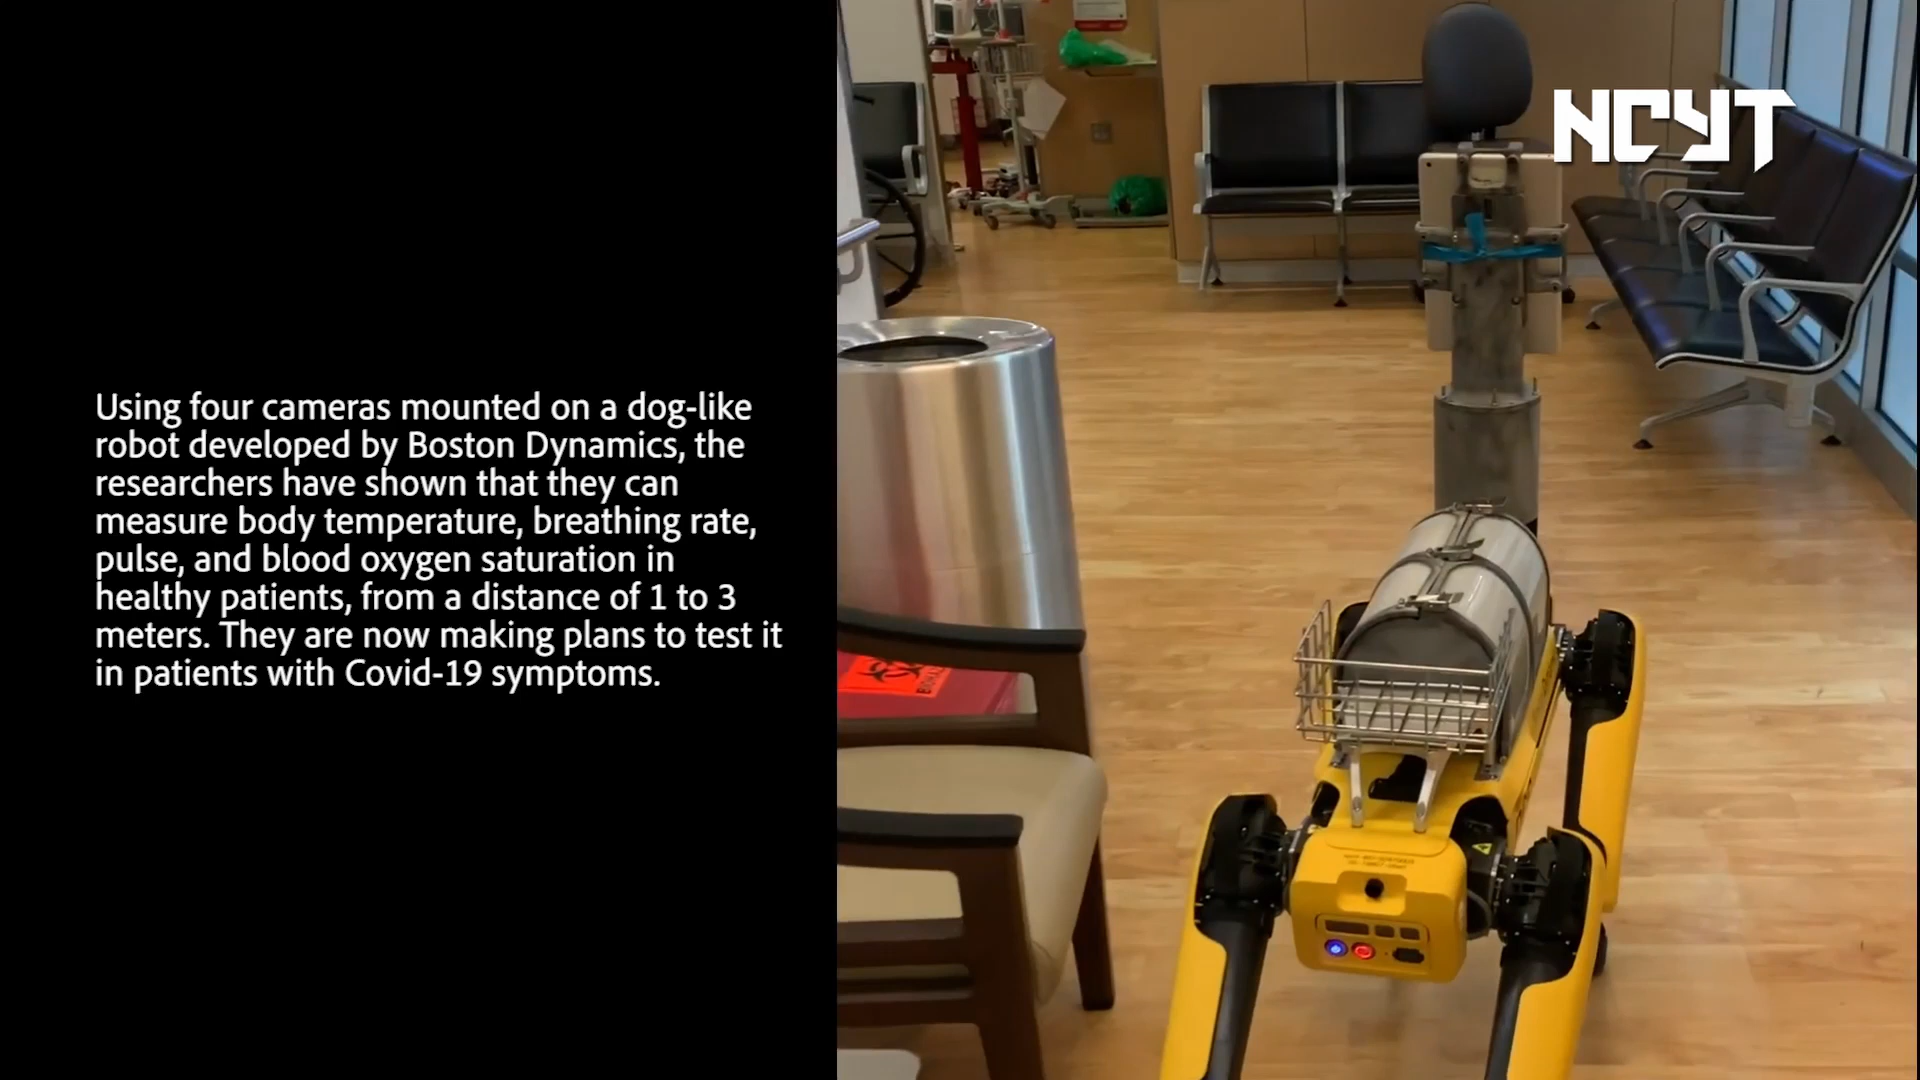 NCYT
Using four cameras mounted on a dog-like
robot developed by Boston Dynamics, the
researchers have shown that they can
measure body temperature, breathing rate,
pulse, and blood oxygen saturation in
healthy patients, from a distance of 1 to 3
meters. They are now making plans to test it
in patients with Covid-19 symptoms.